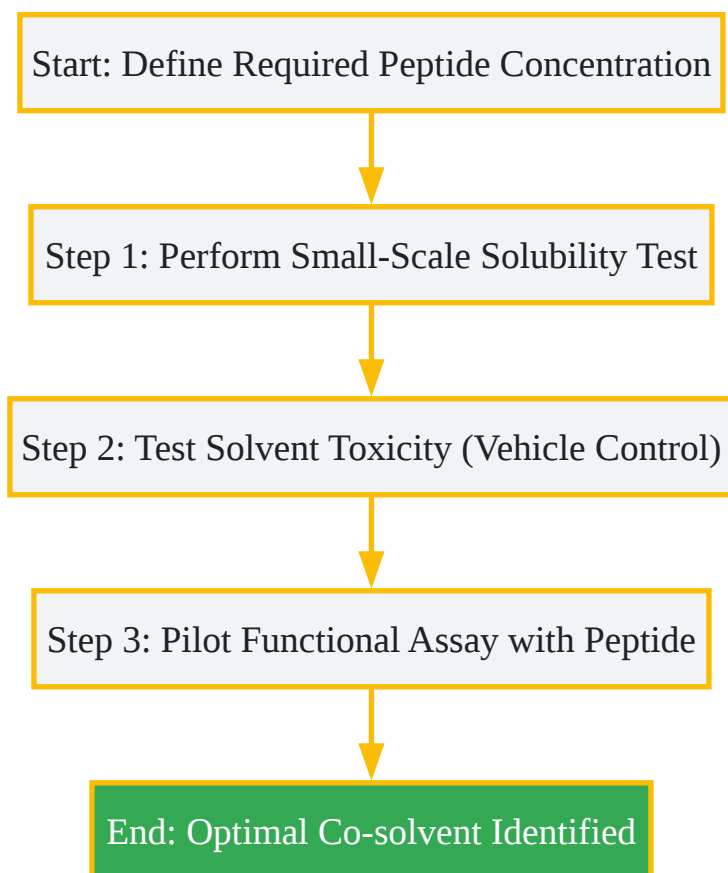 Start: Define Required Peptide Concentration
Step 1: Perform Small-Scale Solubility Test
Step 2: Test Solvent Toxicity (Vehicle Control)
Step 3: Pilot Functional Assay with Peptide
End: Optimal Co-solvent Identified